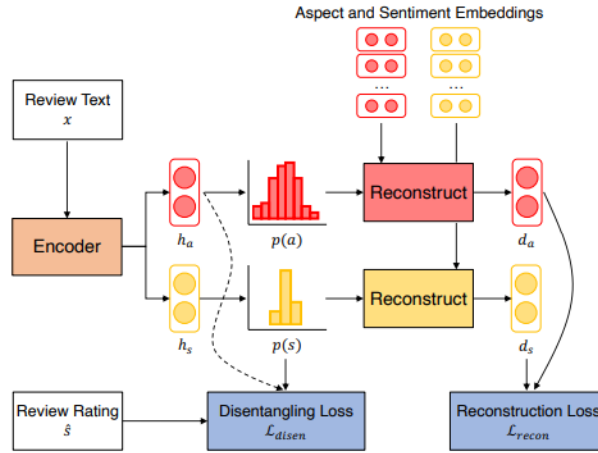 Aspect and Sentiment Embeddings
...
...
Review Text
x
Encoder
h_a
p(a)
Reconstruct
d_a
h_s
p(s)
Reconstruct
d_s
Review Rating
ŝ
Disentangling Loss
ℒ_disen
Reconstruction Loss
ℒ_recon